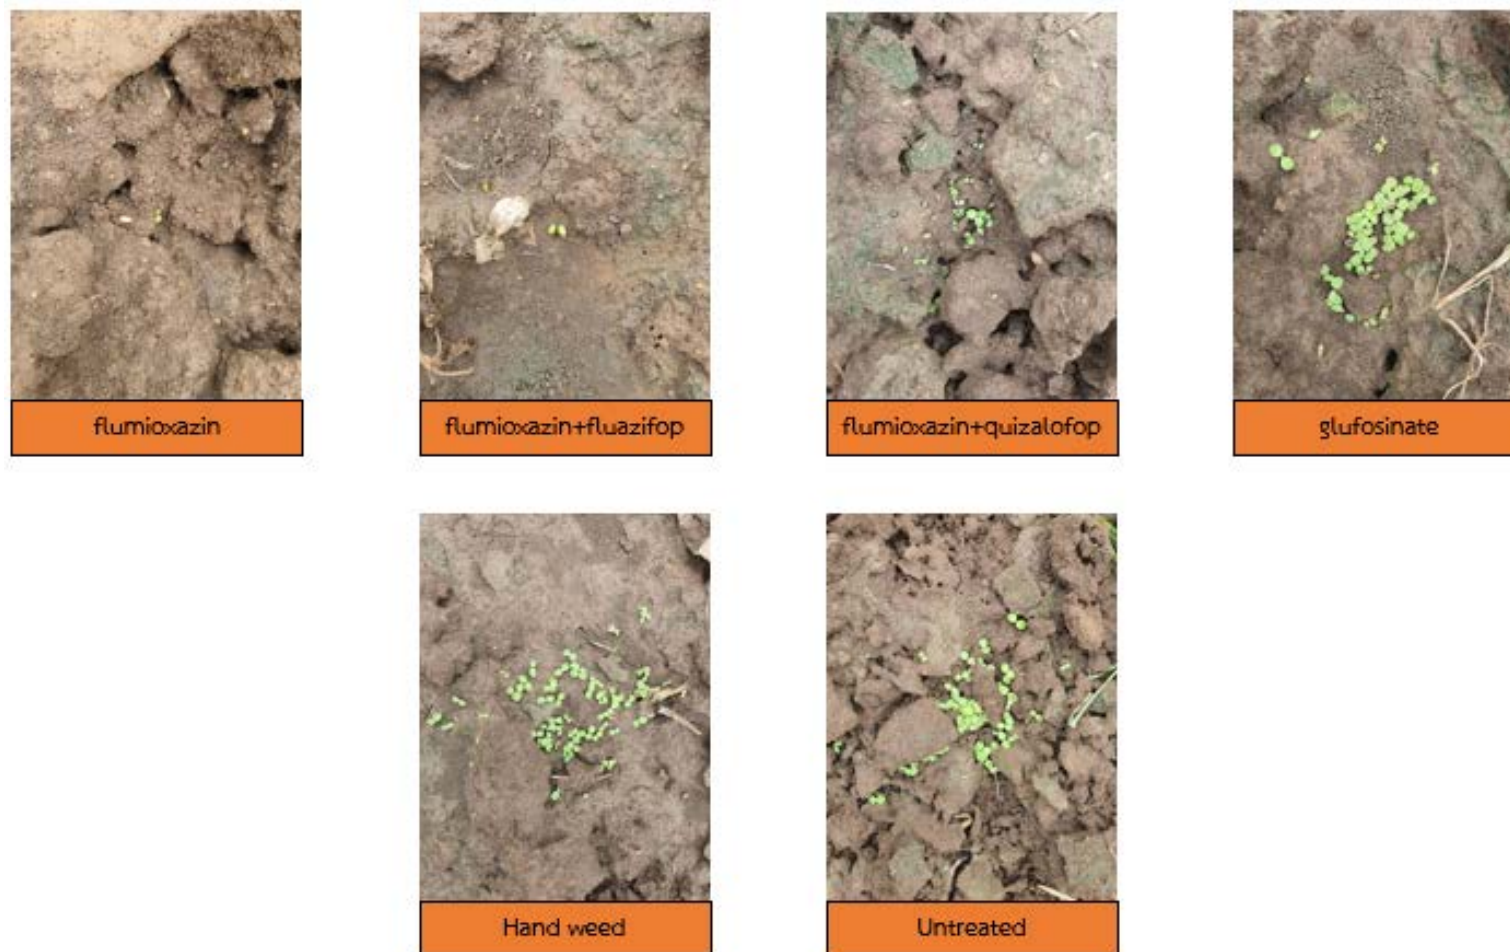 flumioxazin
flumioxazin+fluazifop
flumioxazin+quizalofop
glufosinate
Hand weed
Untreated